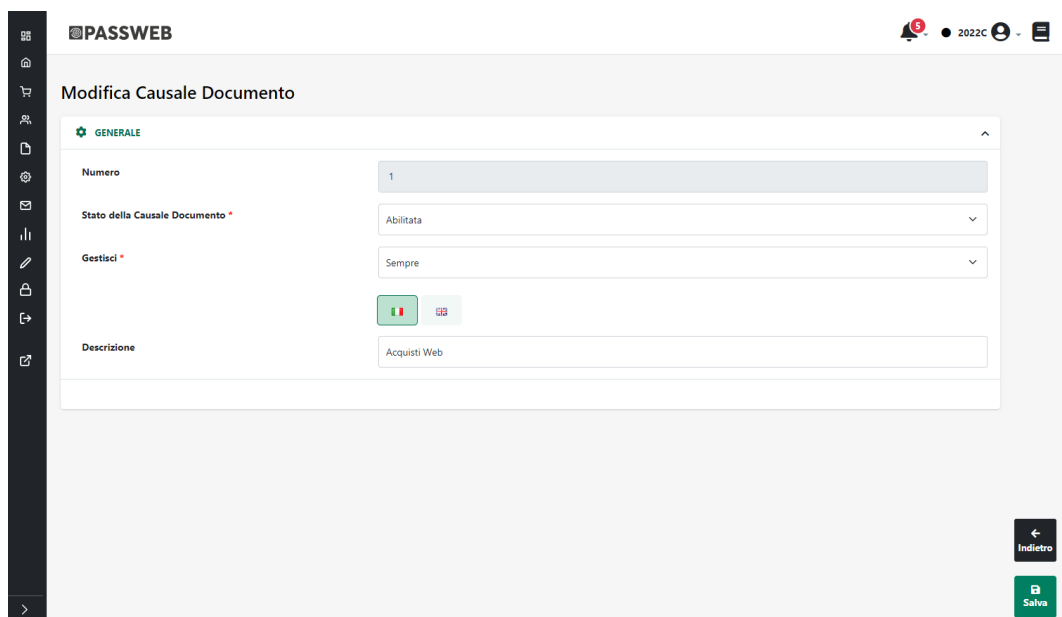 PASSWEB
5
2022C
Modifica Causale Documento
GENERALE
Numero
1
Stato della Causale Documento *
Abilitata
Gestisci *
Sempre
Descrizione
Acquisti Web
Indietro
Salva